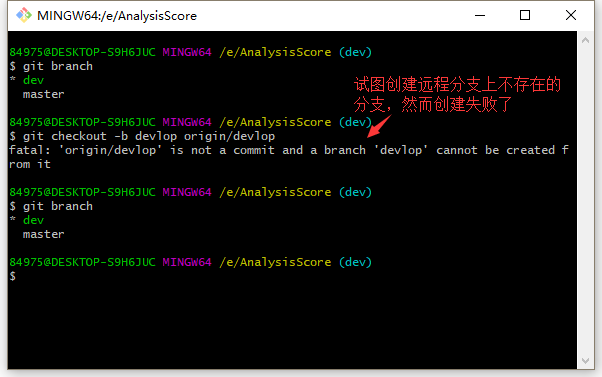 MINGW64:/e/AnalysisScore
84975@DESKTOP-S9H6JUC MINGW64 /e/AnalysisScore (dev)
$ git branch
* dev
master
试图创建远程分支上不存在的
分支，然而创建失败了
84975@DESKTOP-S9H6JUC MINGW64 /e/AnalysisScore (dev)
$ git checkout -b devlop origin/devlop
fatal: 'origin/devlop' is not a commit and a branch 'devlop' cannot be created f
rom it
84975@DESKTOP-S9H6JUC MINGW64 /e/AnalysisScore (dev)
$ git branch
* dev
master
84975@DESKTOP-S9H6JUC MINGW64 /e/AnalysisScore (dev)
$